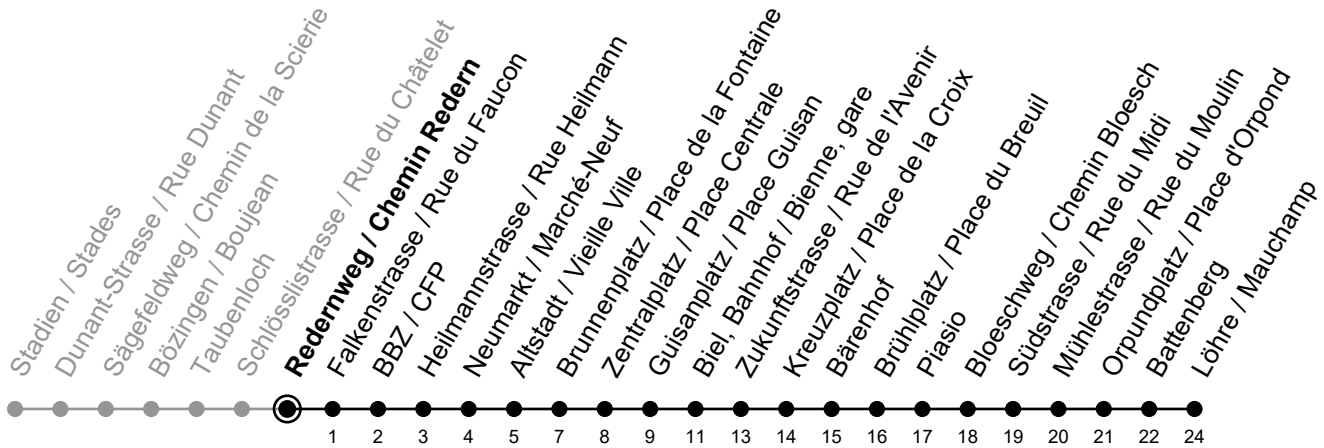 Stadien / Stades
Dunant-Strasse / Rue Dunant
Sägefeldweg / Chemin de la Scierie
Bözingen / Boujean
Taubenloch
Schlösslistrasse / Rue du Châtelet
Redernweg / Chemin Redern
Falkenstrasse / Rue du Faucon
BBZ / CFP
Heilmannstrasse / Rue Heilmann
Neumarkt / Marché-Neuf
Altstadt / Vieille Ville
Brunnenplatz / Place de la Fontaine
Zentralplatz / Place Centrale
Guisanplatz / Place Guisan
Biel, Bahnhof / Bienne, gare
Zukunftstrasse / Rue de l'Avenir
Kreuzplatz / Place de la Croix
Bärenhof
Brühlplatz / Place du Breuil
Piasio
Bloeschweg / Chemin Bloesch
Südstrasse / Rue du Midi
Mühlestrasse / Rue du Moulin
Orpundplatz / Place d'Orpond
Battenberg
Löhre / Mauchamp
1 2 3 4 5 7 8 9 11 13 14 15 16 17 18 19 20 21 22 24